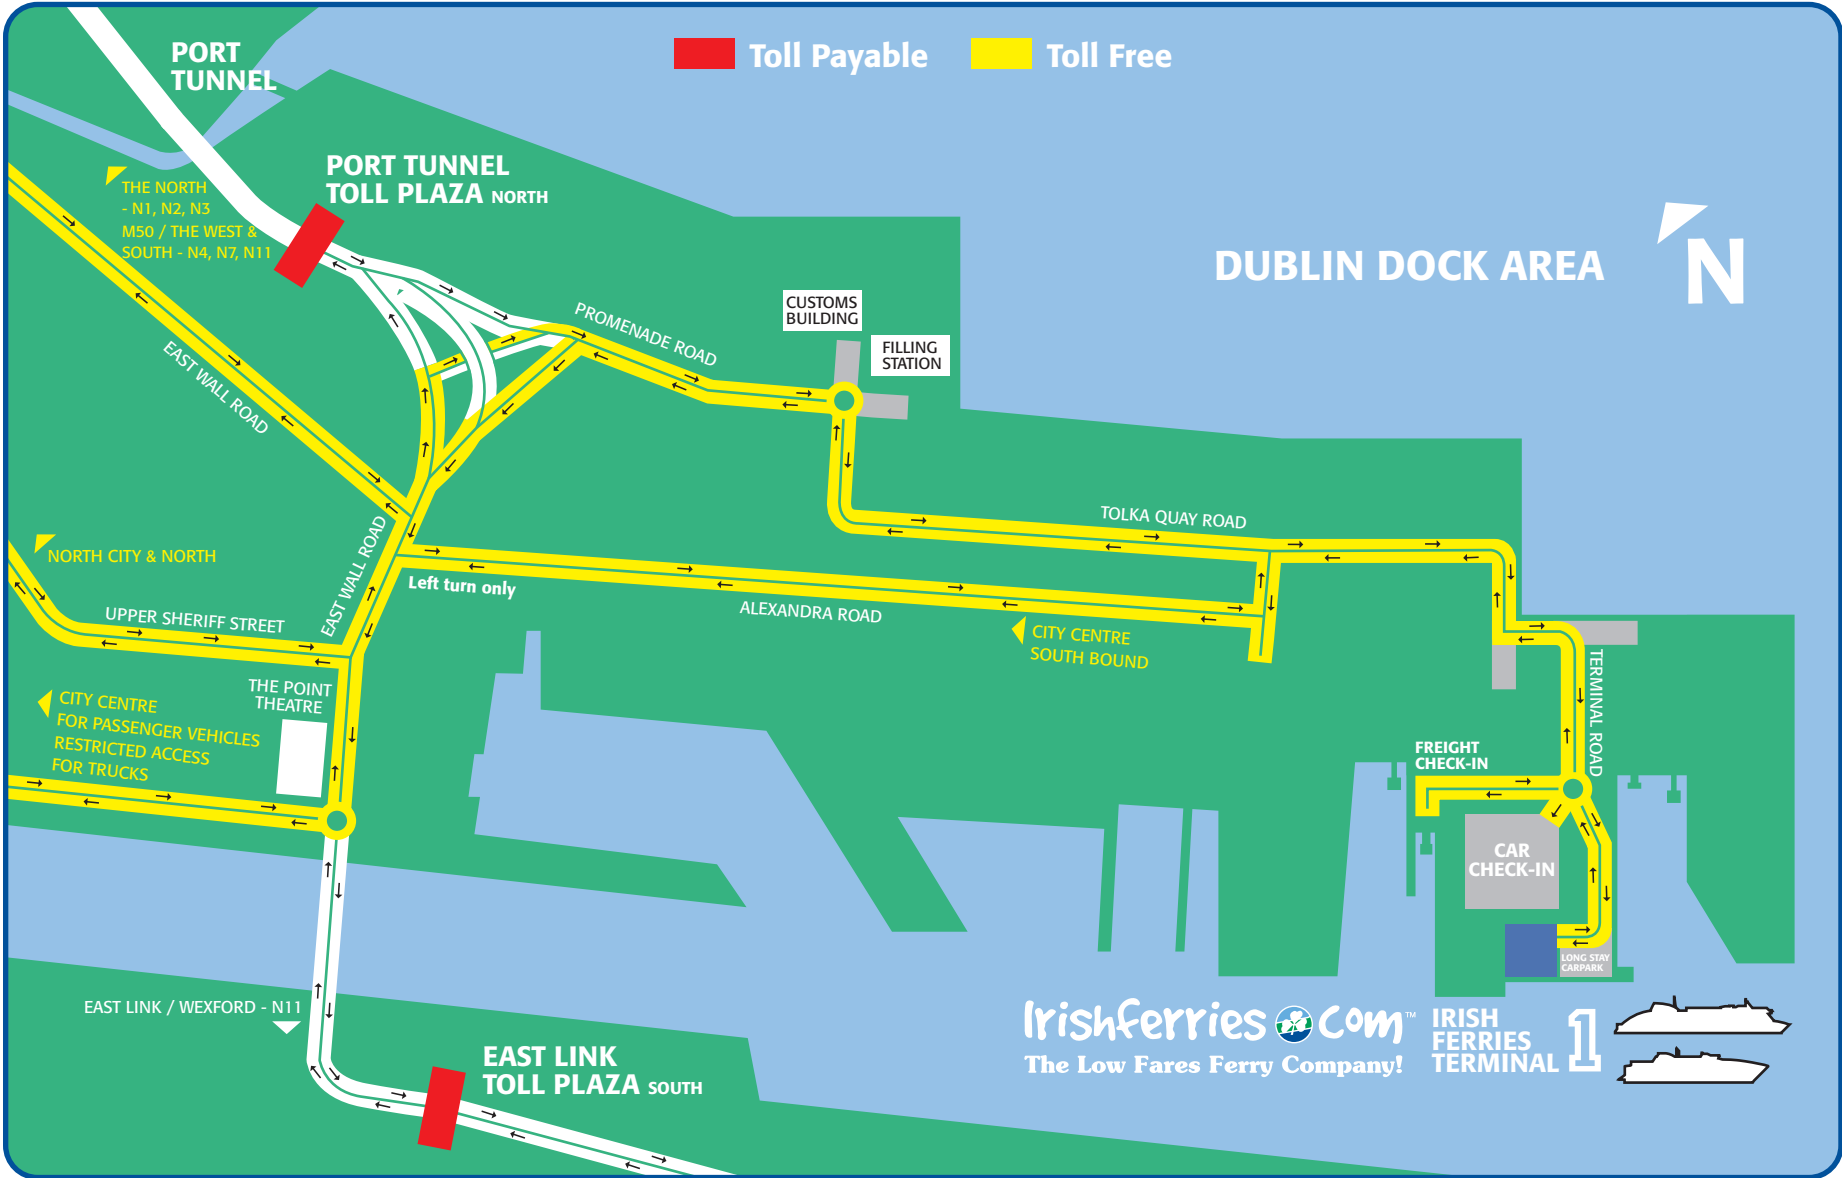 PORT
TUNNEL
Toll Payable
Toll Free
PORT TUNNEL
TOLL PLAZA NORTH
THE NORTH
- N1, N2, N3
M50 / THE WEST &
SOUTH - N4, N7, N11
DUBLIN DOCK AREA
N
CUSTOMS
BUILDING
FILLING
STATION
PROMENADE ROAD
EAST WALL ROAD
TOLKA QUAY ROAD
NORTH CITY & NORTH
EAST WALL ROAD
Left turn only
ALEXANDRA ROAD
UPPER SHERIFF STREET
CITY CENTRE
SOUTH BOUND
TERMINAL ROAD
THE POINT
THEATRE
CITY CENTRE
FOR PASSENGER VEHICLES
RESTRICTED ACCESS
FOR TRUCKS
FREIGHT
CHECK-IN
CAR
CHECK-IN
LONG STAY
CARPARK
EAST LINK / WEXFORD - N11
EAST LINK
TOLL PLAZA SOUTH
Irishferries.com™
The Low Fares Ferry Company!
IRISH
FERRIES
TERMINAL
1